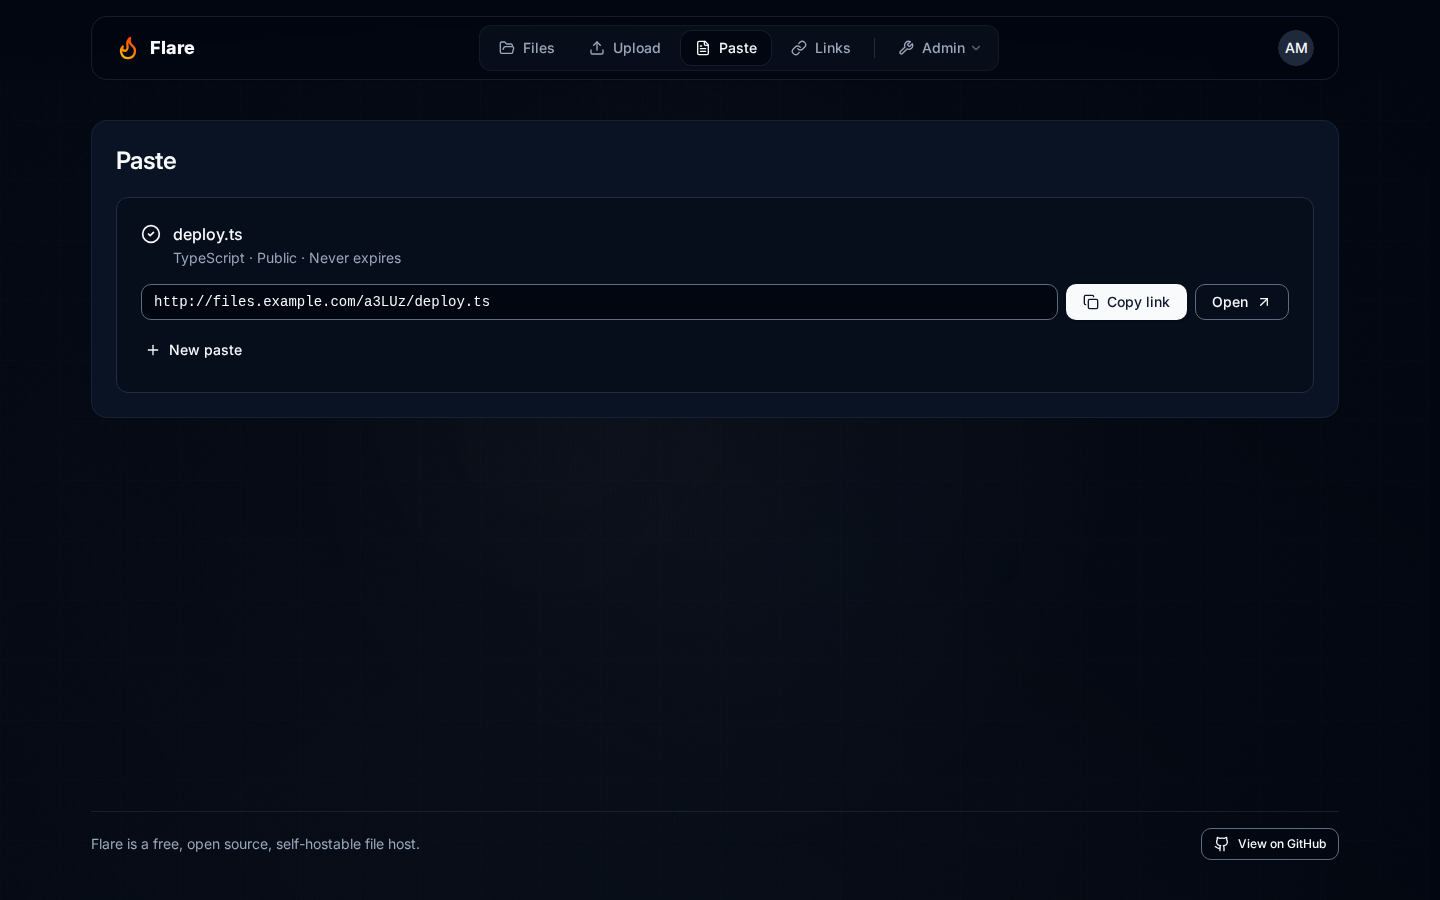 Flare
Files
Upload
Paste
Links
Admin
AM
Paste
deploy.ts
TypeScript · Public · Never expires
http://files.example.com/a3LUz/deploy.ts
Copy link
Open
New paste
Flare is a free, open source, self-hostable file host.
View on GitHub